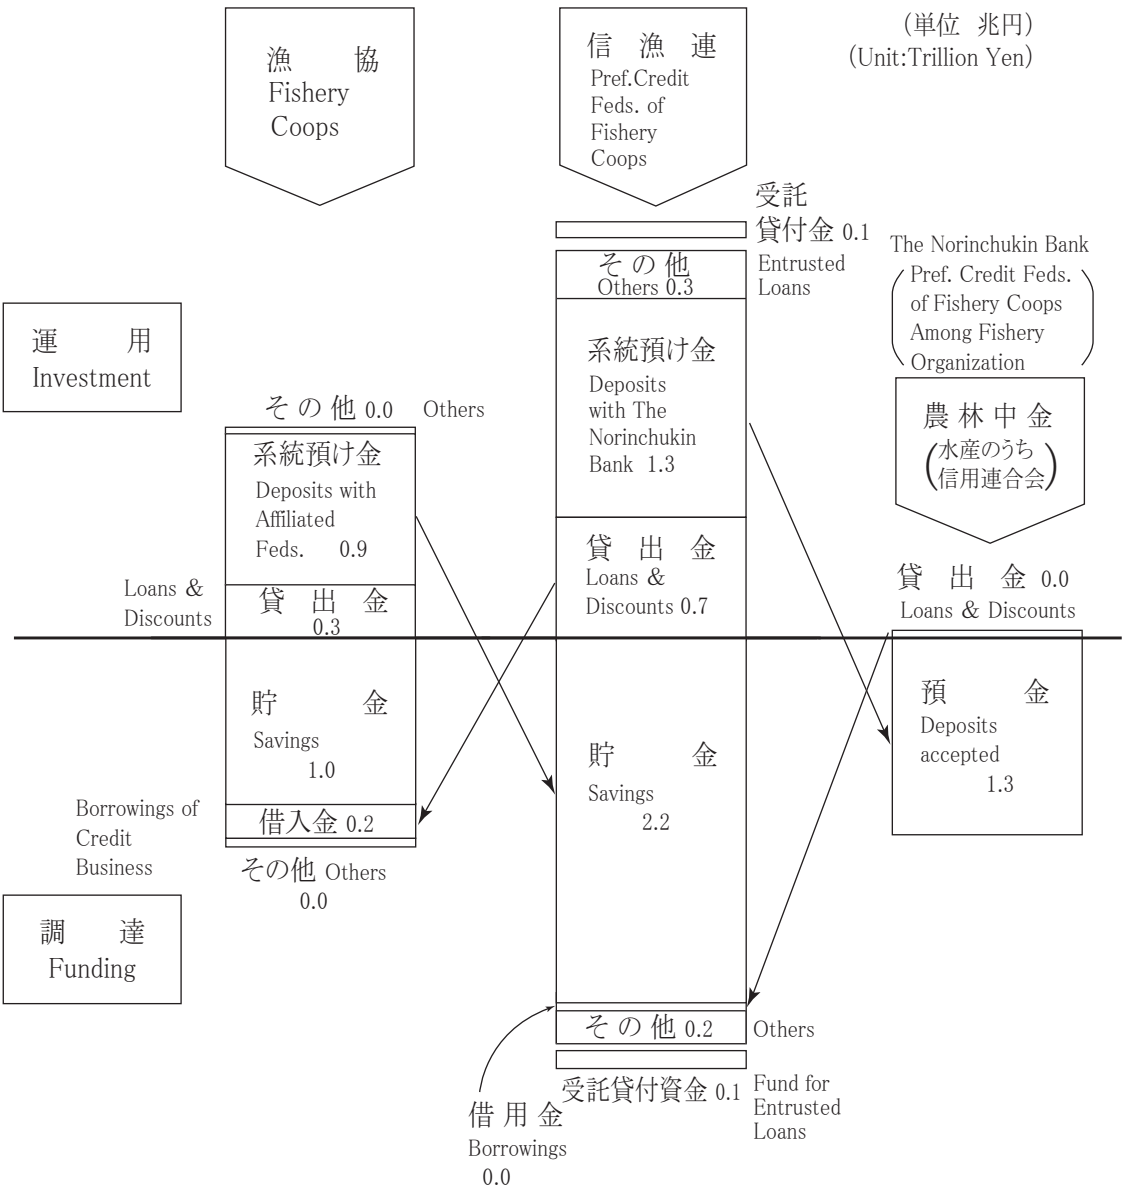 (単位 兆円)
(Unit:Trillion Yen)
漁 協
Fishery
Coops
信 漁 連
Pref.Credit
Feds. of
Fishery
Coops
受託
貸付金 0.1
Entrusted
Loans
The Norinchukin Bank
(Pref. Credit Feds.
of Fishery Coops
Among Fishery
Organization)
農 林 中 金
(水産のうち
信用連合会)
運 用
Investment
その他 0.0 Others
系統預け金
Deposits with
Affiliated
Feds. 0.9
Loans &
Discounts
貸 出 金
0.3
その他
Others 0.3
系統預け金
Deposits
with The
Norinchukin
Bank 1.3
貸 出 金
Loans &
Discounts 0.7
貸 出 金 0.0
Loans & Discounts
貯 金
Savings
1.0
Borrowings of
Credit
Business
借入金 0.2
その他 Others
0.0
貯 金
Savings
2.2
預 金
Deposits
accepted
1.3
調 達
Funding
その他 0.2 Others
受託貸付資金 0.1
Fund for
Entrusted
Loans
借 用 金
Borrowings
0.0